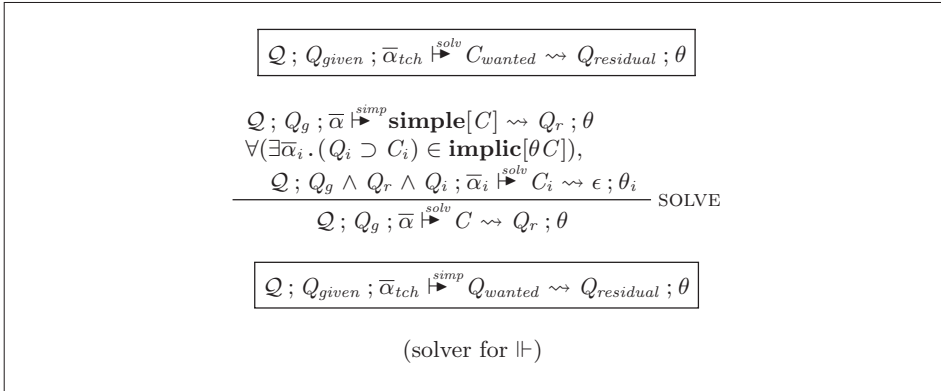 𝒬 ; Q_given ; ᾱ_tch ⊩^solv C_wanted ⇝ Q_residual ; θ
𝒬 ; Q_g ; ᾱ ⊩^simp simple[C] ⇝ Q_r ; θ
∀(∃ᾱ_i . (Q_i ⊃ C_i) ∈ implic[θC]),
𝒬 ; Q_g ∧ Q_r ∧ Q_i ; ᾱ_i ⊩^solv C_i ⇝ ϵ ; θ_i
SOLVE
𝒬 ; Q_g ; ᾱ ⊩^solv C ⇝ Q_r ; θ
𝒬 ; Q_given ; ᾱ_tch ⊩^simp Q_wanted ⇝ Q_residual ; θ
(solver for ⊩)